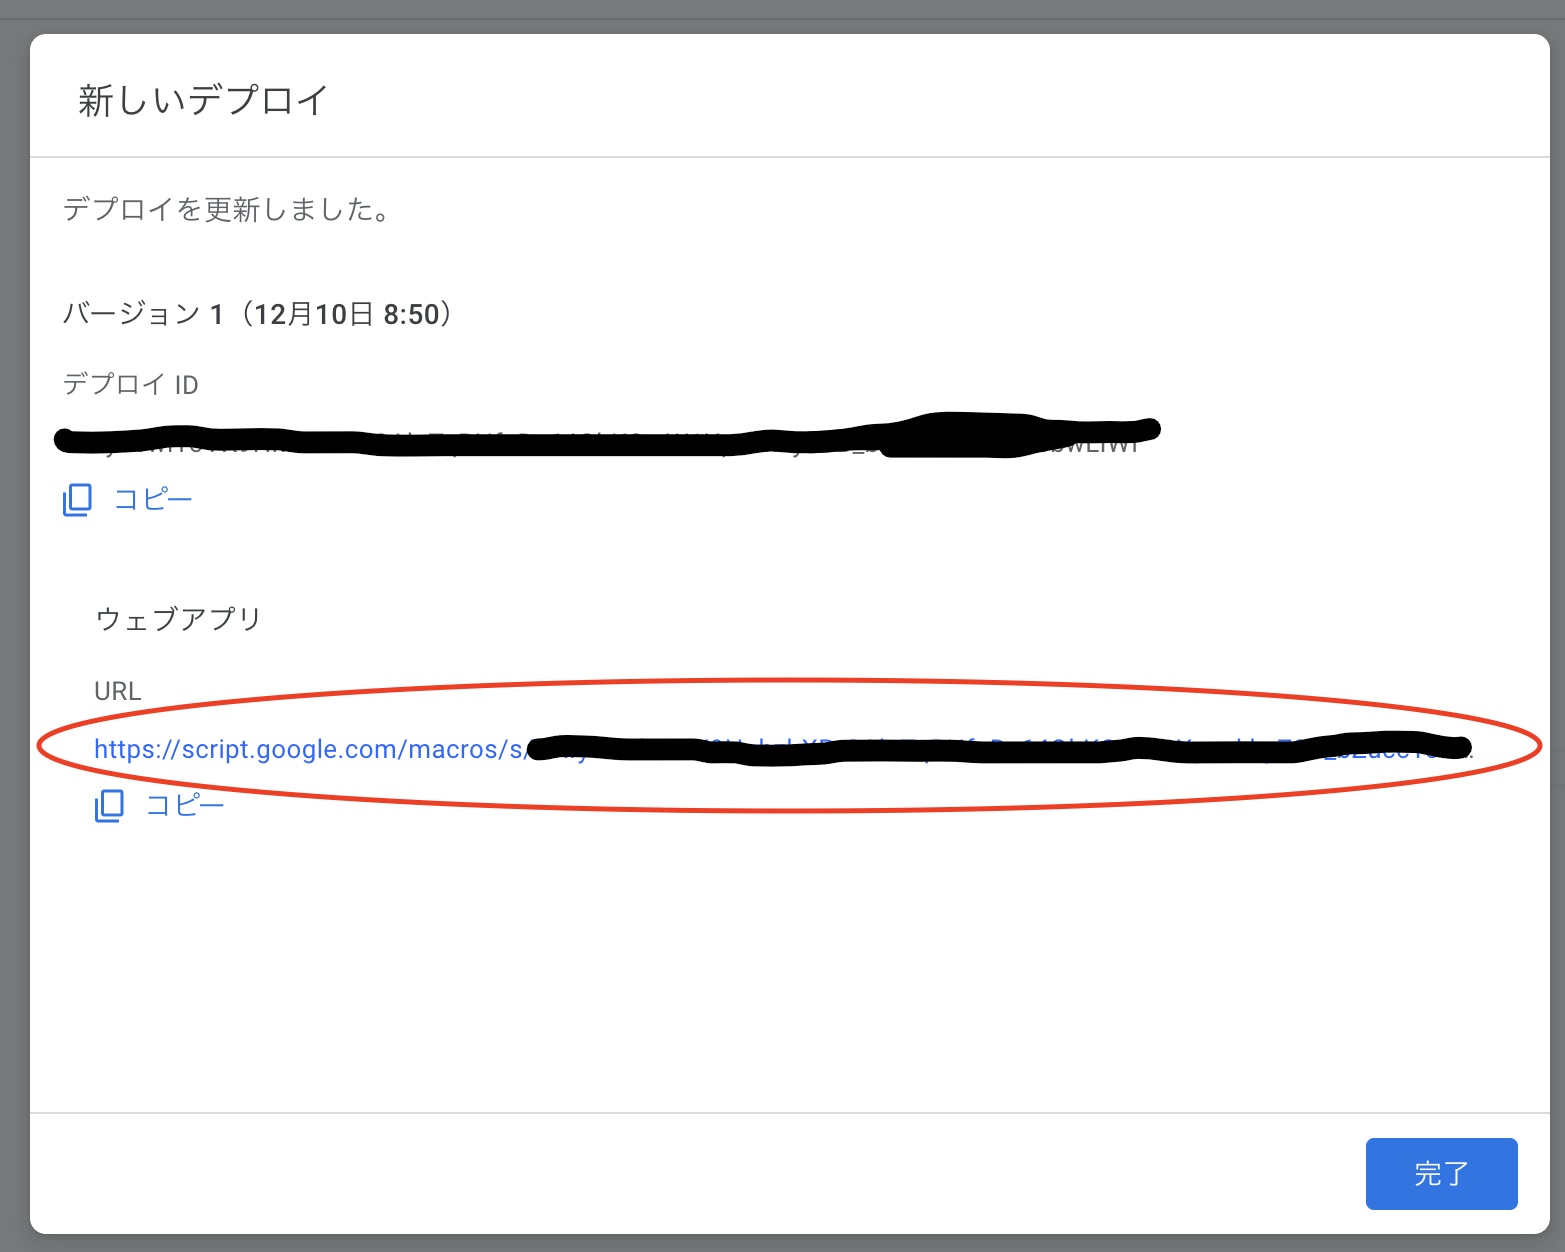 新しいデプロイ
デプロイを更新しました。
バージョン 1（12月10日 8:50）
デプロイ ID
コピー
ウェブアプリ
URL
https://script.google.com/macros/s/
コピー
完了